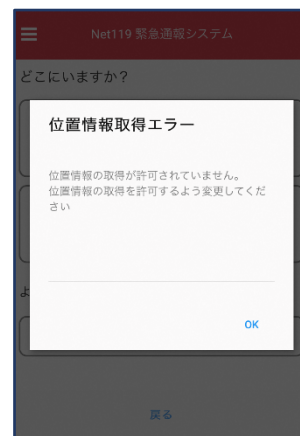 Net119 緊急通報システム
どこにいますか？
位置情報取得エラー
位置情報の取得が許可されていません。
位置情報の取得を許可するよう変更してくだ
さい
よ
OK
戻る